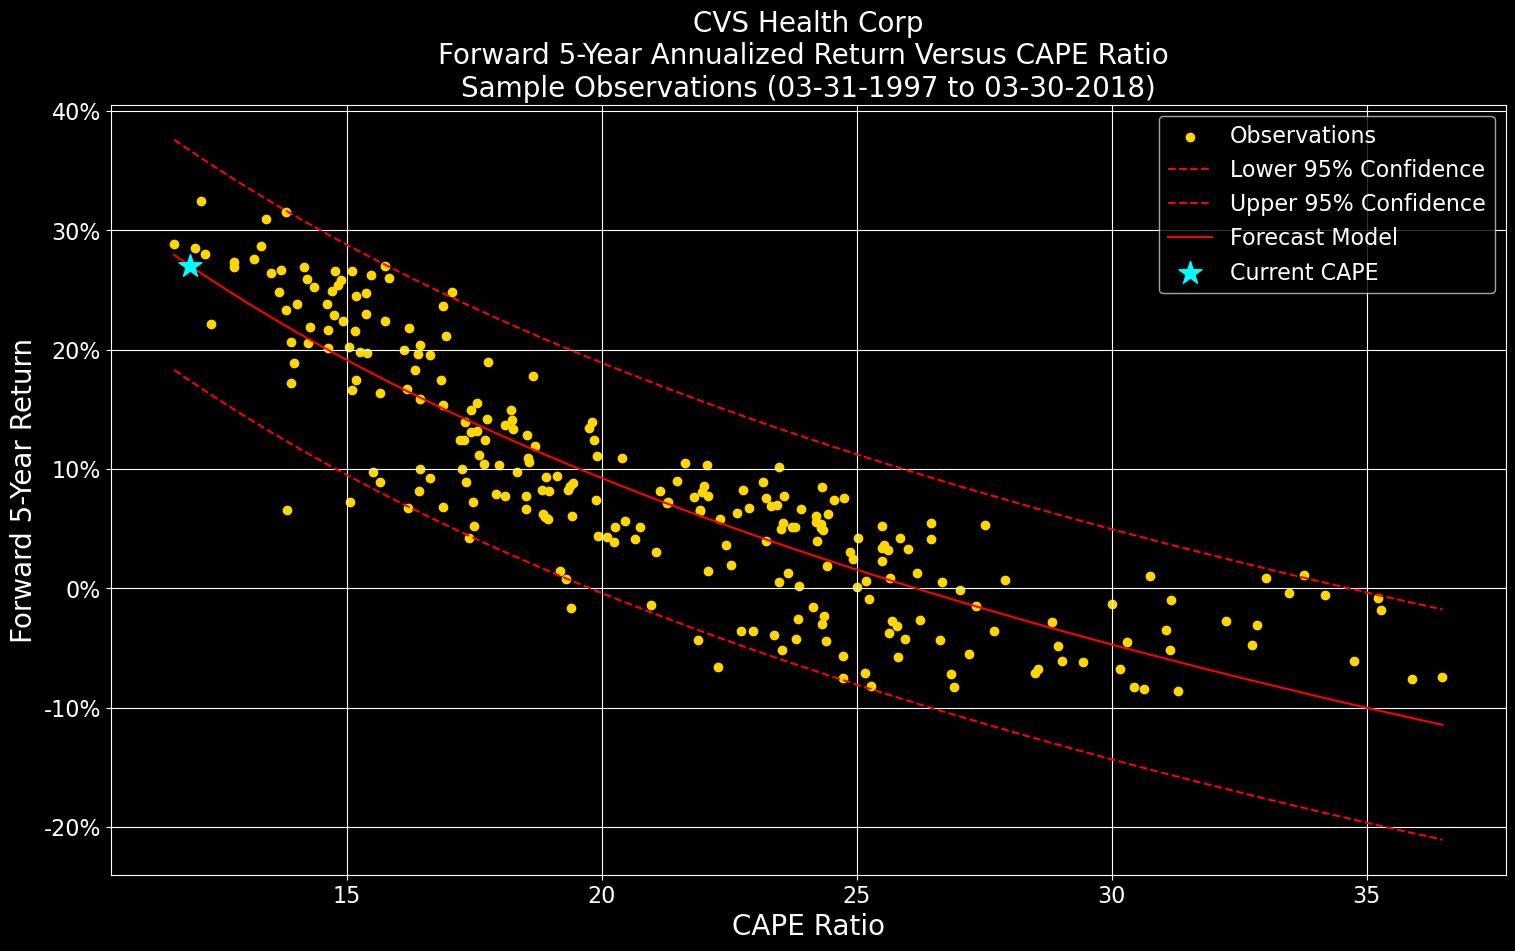 CVS Health Corp
Forward 5-Year Annualized Return Versus CAPE Ratio
Sample Observations (03-31-1997 to 03-30-2018)
40%
30%
20%
10%
0%
-10%
-20%
Forward 5-Year Return
Observations
Lower 95% Confidence
Upper 95% Confidence
Forecast Model
Current CAPE
15
20
25
30
35
CAPE Ratio